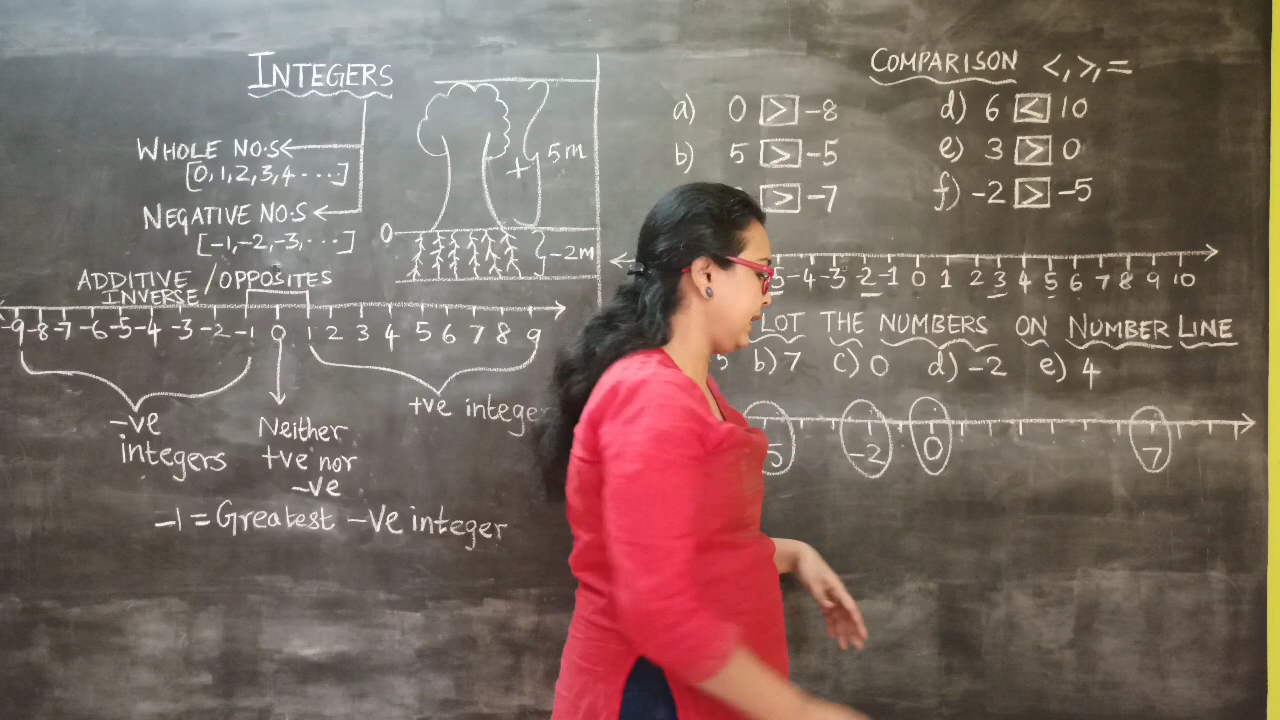 INTEGERS
WHOLE NO.S
[0, 1, 2, 3, 4 ....]
NEGATIVE NO.S
[-1, -2, -3, ....]
+ 5m
0
-2m
ADDITIVE / OPPOSITES
INVERSE
-9 -8 -7 -6 -5 -4 -3 -2 -1 0 1 2 3 4 5 6 7 8 9
-ve
integers
Neither
+ve nor
-ve
+ve integer
-1 = Greatest -ve integer
COMPARISON <, >, =
a) 0 > -8
b) 5 > -5
> -7
d) 6 < 10
e) 3 > 0
f) -2 > -5
5 -4 -3 -2 -1 0 1 2 3 4 5 6 7 8 9 10
LOT THE NUMBERS ON NUMBER LINE
b) 7 c) 0 d) -2 e) 4
5 -2 0 7